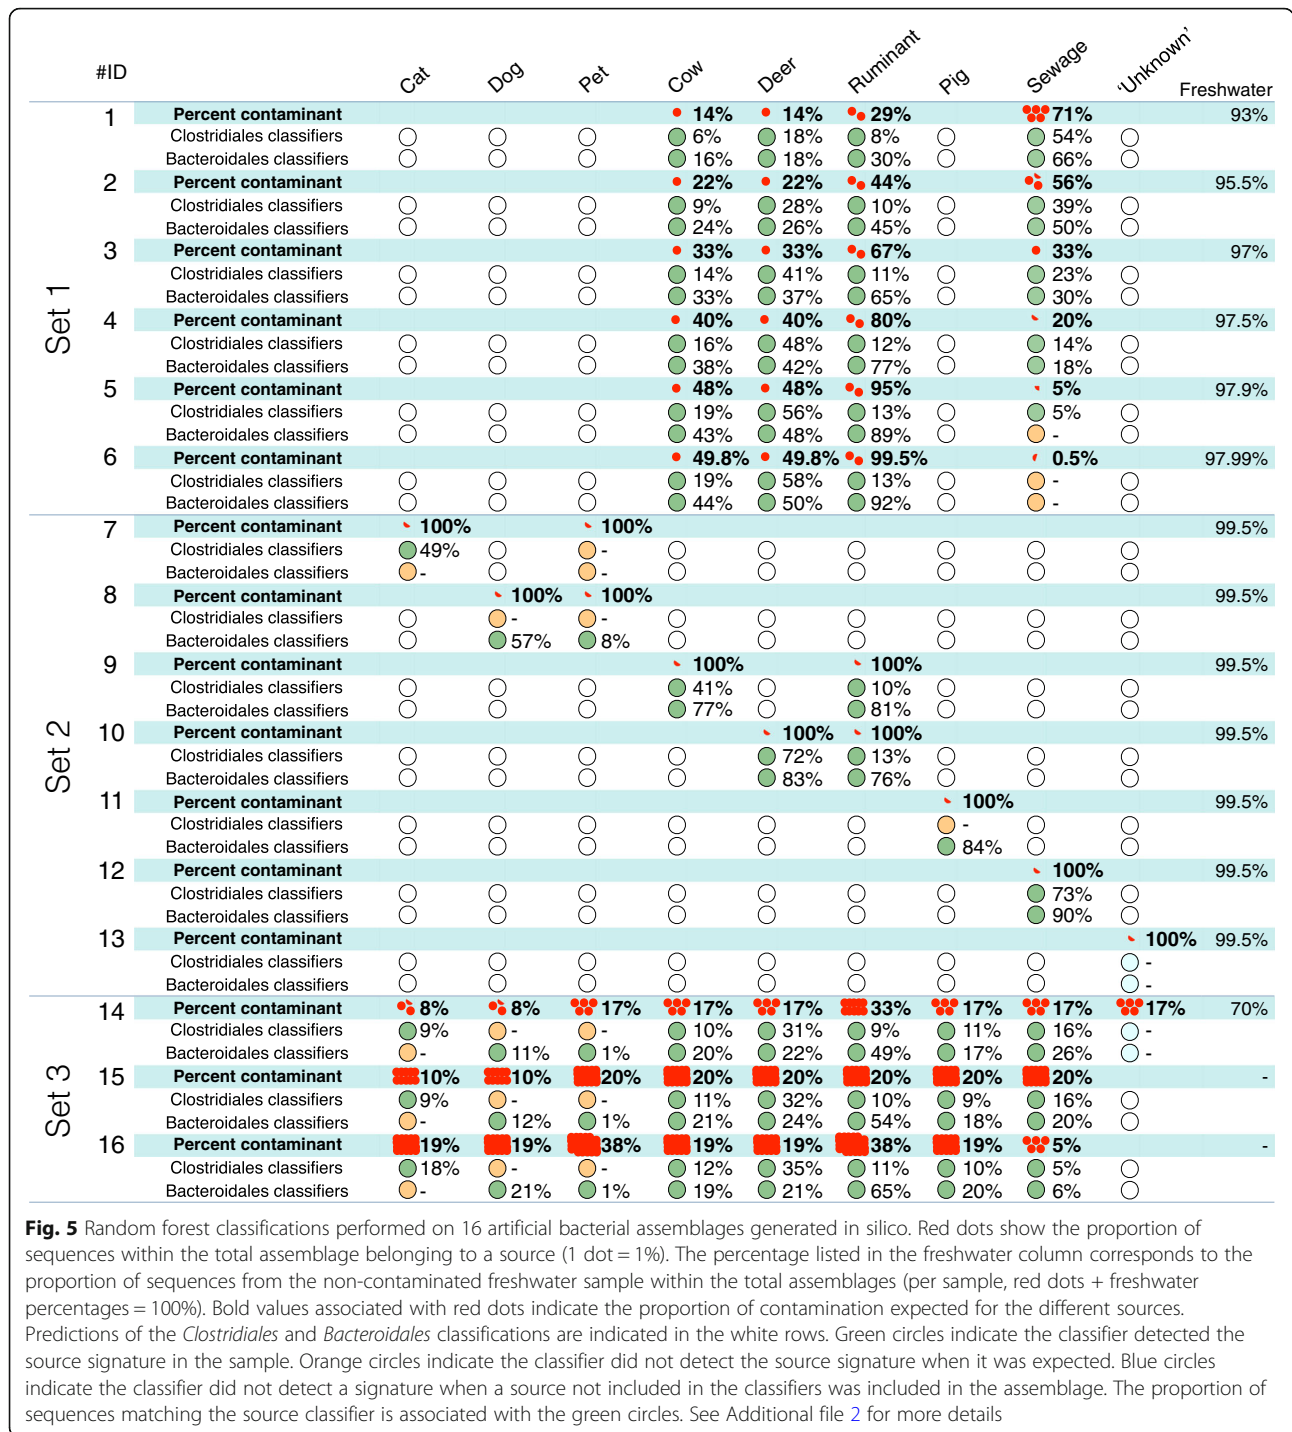 #ID Cat Dog Pet Cow Deer Ruminant Pig Sewage 'Unknown' Freshwater
Set 1
1 Percent contaminant 14% 14% 29% 71% 93%
Clostridiales classifiers 6% 18% 8% 54%
Bacteroidales classifiers 16% 18% 30% 66%
2 Percent contaminant 22% 22% 44% 56% 95.5%
Clostridiales classifiers 9% 28% 10% 39%
Bacteroidales classifiers 24% 26% 45% 50%
3 Percent contaminant 33% 33% 67% 33% 97%
Clostridiales classifiers 14% 41% 11% 23%
Bacteroidales classifiers 33% 37% 65% 30%
4 Percent contaminant 40% 40% 80% 20% 97.5%
Clostridiales classifiers 16% 48% 12% 14%
Bacteroidales classifiers 38% 42% 77% 18%
5 Percent contaminant 48% 48% 95% 5% 97.9%
Clostridiales classifiers 19% 56% 13% 5%
Bacteroidales classifiers 43% 48% 89% -
6 Percent contaminant 49.8% 49.8% 99.5% 0.5% 97.99%
Clostridiales classifiers 19% 58% 13% -
Bacteroidales classifiers 44% 50% 92% -
Set 2
7 Percent contaminant 100% 100% 99.5%
Clostridiales classifiers 49% -
Bacteroidales classifiers - -
8 Percent contaminant 100% 100% 99.5%
Clostridiales classifiers - -
Bacteroidales classifiers 57% 8%
9 Percent contaminant 100% 100% 99.5%
Clostridiales classifiers 41% 10%
Bacteroidales classifiers 77% 81%
10 Percent contaminant 100% 100% 99.5%
Clostridiales classifiers 72% 13%
Bacteroidales classifiers 83% 76%
11 Percent contaminant 100% 99.5%
Clostridiales classifiers -
Bacteroidales classifiers 84%
12 Percent contaminant 100% 99.5%
Clostridiales classifiers 73%
Bacteroidales classifiers 90%
13 Percent contaminant 100% 99.5%
Clostridiales classifiers -
Bacteroidales classifiers -
Set 3
14 Percent contaminant 8% 8% 17% 17% 17% 33% 17% 17% 17% 70%
Clostridiales classifiers 9% - - 10% 31% 9% 11% 16% -
Bacteroidales classifiers - 11% 1% 20% 22% 49% 17% 26% -
15 Percent contaminant 10% 10% 20% 20% 20% 20% 20% 20% -
Clostridiales classifiers 9% - - 11% 32% 10% 9% 16%
Bacteroidales classifiers - 12% 1% 21% 24% 54% 18% 20%
16 Percent contaminant 19% 19% 38% 19% 19% 38% 19% 5% -
Clostridiales classifiers 18% - - 12% 35% 11% 10% 5%
Bacteroidales classifiers - 21% 1% 19% 21% 65% 20% 6%
Fig. 5 Random forest classifications performed on 16 artificial bacterial assemblages generated in silico. Red dots show the proportion of
sequences within the total assemblage belonging to a source (1 dot = 1%). The percentage listed in the freshwater column corresponds to the
proportion of sequences from the non-contaminated freshwater sample within the total assemblages (per sample, red dots + freshwater
percentages = 100%). Bold values associated with red dots indicate the proportion of contamination expected for the different sources.
Predictions of the Clostridiales and Bacteroidales classifications are indicated in the white rows. Green circles indicate the classifier detected the
source signature in the sample. Orange circles indicate the classifier did not detect the source signature when it was expected. Blue circles
indicate the classifier did not detect a signature when a source not included in the classifiers was included in the assemblage. The proportion of
sequences matching the source classifier is associated with the green circles. See Additional file 2 for more details